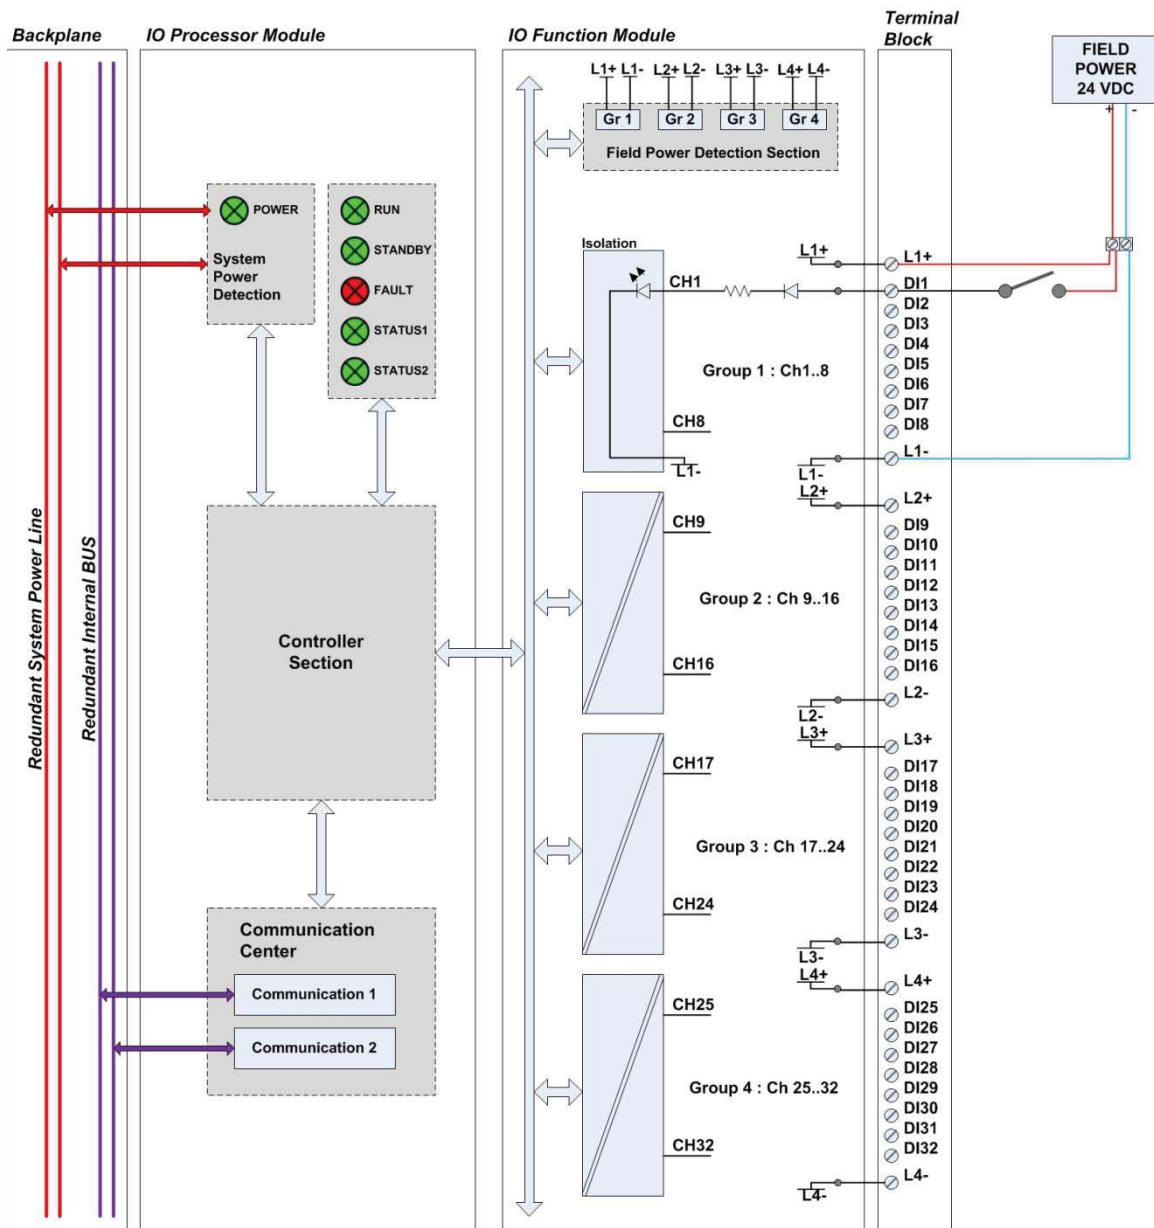 Backplane
IO Processor Module
IO Function Module
Terminal
Block
FIELD
POWER
24 VDC
+
-
L1+
L1-
L2+
L2-
L3+
L3-
L4+
L4-
Gr 1
Gr 2
Gr 3
Gr 4
Field Power Detection Section
POWER
System
Power
Detection
RUN
STANDBY
FAULT
STATUS1
STATUS2
Redundant System Power Line
Redundant Internal BUS
Controller
Section
Communication
Center
Communication 1
Communication 2
Isolation
CH1
Group 1 : Ch1..8
CH8
L1-
CH9
Group 2 : Ch 9..16
CH16
CH17
Group 3 : Ch 17..24
CH24
CH25
Group 4 : Ch 25..32
CH32
L1+
L1-
L2+
L2-
L3+
L3-
L4+
L4-
L1+
DI1
DI2
DI3
DI4
DI5
DI6
DI7
DI8
L1-
L2+
DI9
DI10
DI11
DI12
DI13
DI14
DI15
DI16
L2-
L3+
DI17
DI18
DI19
DI20
DI21
DI22
DI23
DI24
L3-
L4+
DI25
DI26
DI27
DI28
DI29
DI30
DI31
DI32
L4-